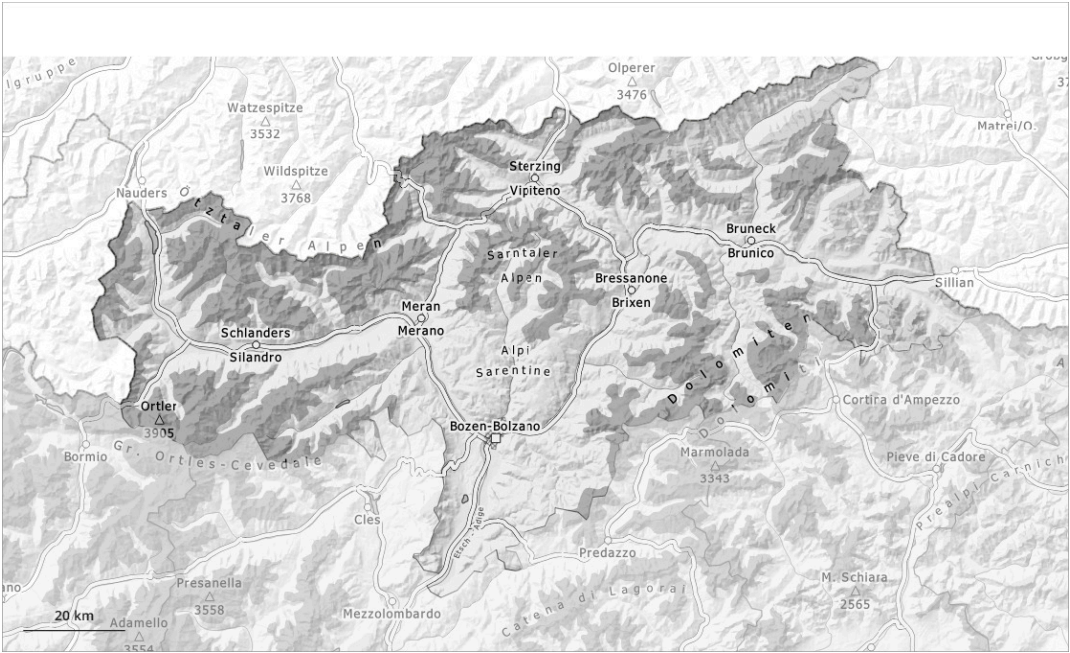 lgruppe
Olperer
3476
Watzespitze
3532
Matrei/O.
Wildspitze
3768
Nauders
Ötztaler Alpen
Sterzing
Vipiteno
Bruneck
Brunico
Sarntaler
Alpen
Bressanone
Brixen
Sillian
Meran
Merano
Schlanders
Silandro
Alpi
Sarentine
Dolomiten
Dolomiti
Ortler
3905
Cortina d'Ampezzo
Bozen-Bolzano
Bormio
Gr. Ortles-Cevedale
Marmolada
3343
Pieve di Cadore
Prealpi Carnich
Cles
Etsch - Adige
Predazzo
ano
Presanella
3558
M. Schiara
2565
Mezzolombardo
Catena di Lagorai
20 km
Adamello
3554